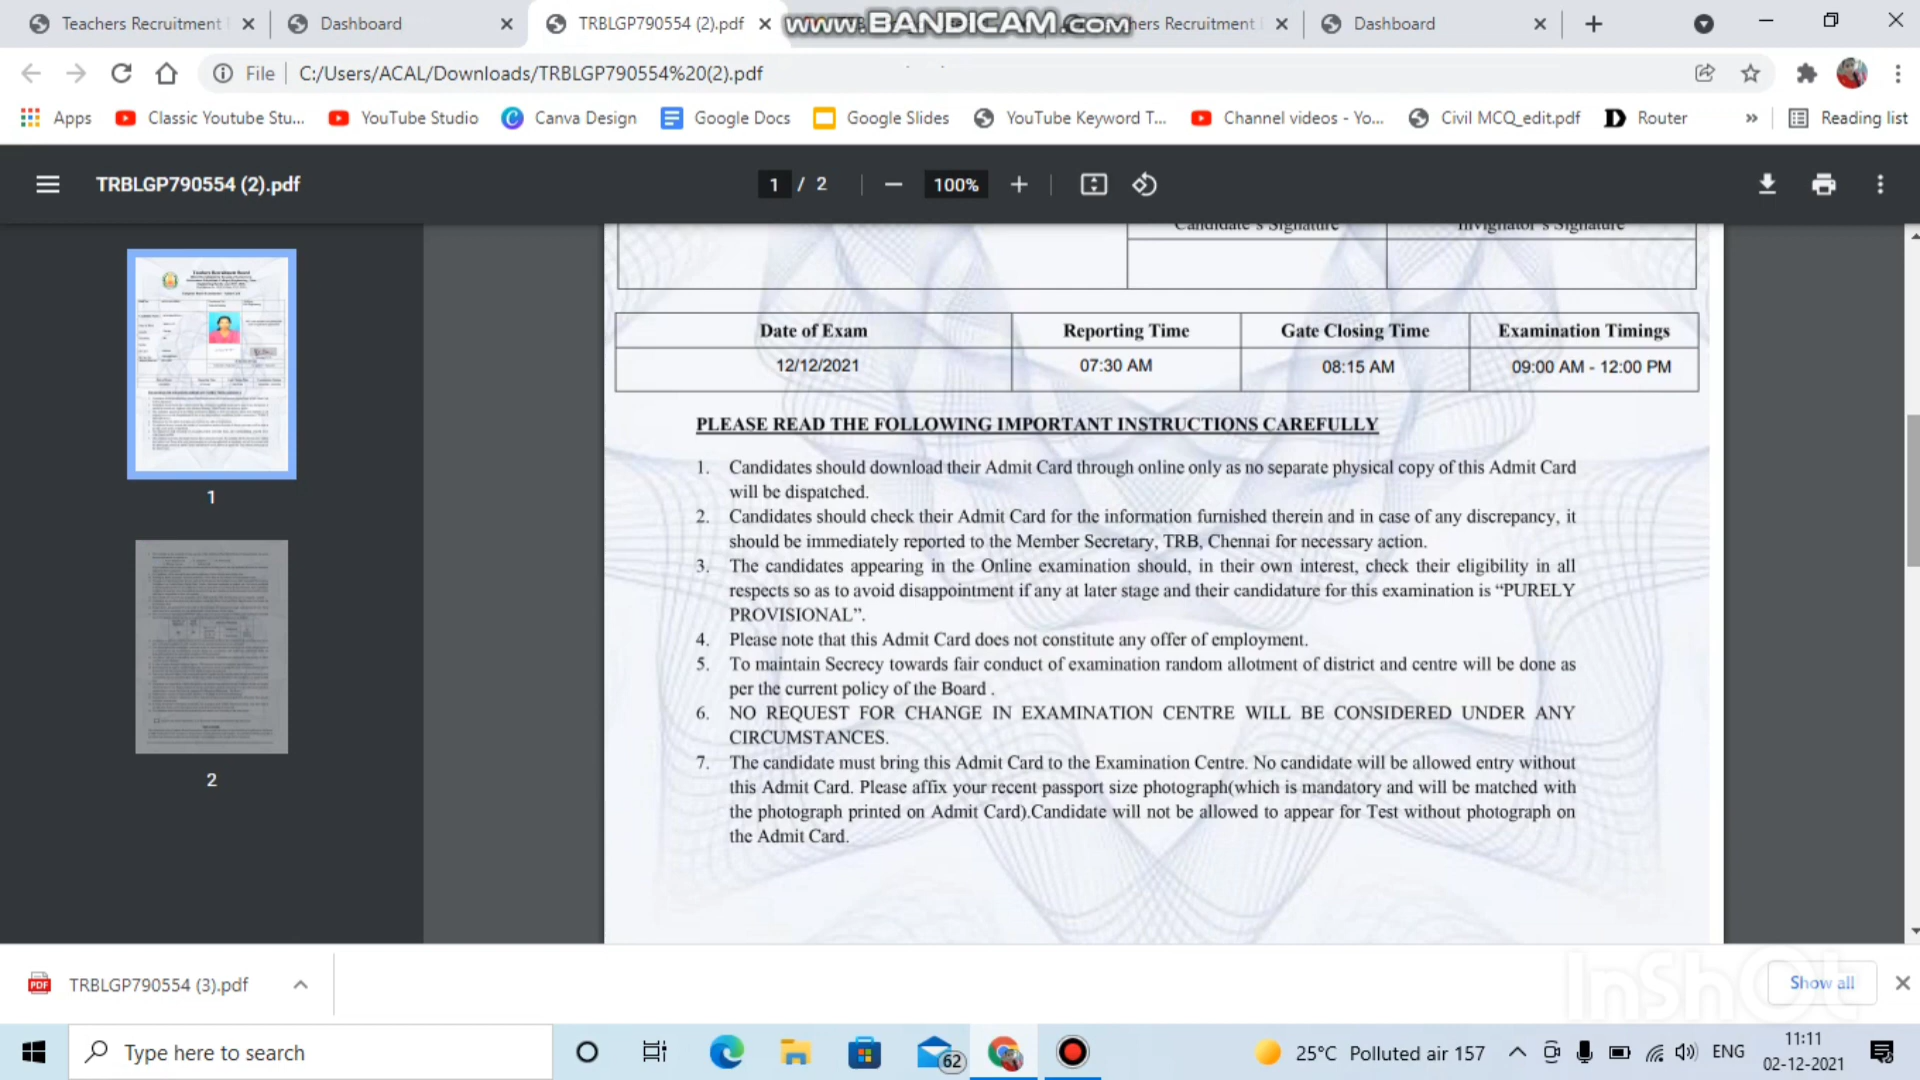 Teachers Recruitment
Dashboard
TRBLGP790554 (2).pdf
www.BANDICAM.com
hers Recruitment
Dashboard
File
C:/Users/ACAL/Downloads/TRBLGP790554%20(2).pdf
Apps
Classic Youtube Stu...
YouTube Studio
Canva Design
Google Docs
Google Slides
YouTube Keyword T...
Channel videos - Yo...
Civil MCQ_edit.pdf
Router
»
Reading list
TRBLGP790554 (2).pdf
1 / 2
100%
Candidate's Signature
Invigilator's Signature
Date of Exam
Reporting Time
Gate Closing Time
Examination Timings
12/12/2021
07:30 AM
08:15 AM
09:00 AM - 12:00 PM
PLEASE READ THE FOLLOWING IMPORTANT INSTRUCTIONS CAREFULLY
1. Candidates should download their Admit Card through online only as no separate physical copy of this Admit Card
will be dispatched.
2. Candidates should check their Admit Card for the information furnished therein and in case of any discrepancy, it
should be immediately reported to the Member Secretary, TRB, Chennai for necessary action.
3. The candidates appearing in the Online examination should, in their own interest, check their eligibility in all
respects so as to avoid disappointment if any at later stage and their candidature for this examination is “PURELY
PROVISIONAL”.
4. Please note that this Admit Card does not constitute any offer of employment.
5. To maintain Secrecy towards fair conduct of examination random allotment of district and centre will be done as
per the current policy of the Board .
6. NO REQUEST FOR CHANGE IN EXAMINATION CENTRE WILL BE CONSIDERED UNDER ANY
CIRCUMSTANCES.
7. The candidate must bring this Admit Card to the Examination Centre. No candidate will be allowed entry without
this Admit Card. Please affix your recent passport size photograph(which is mandatory and will be matched with
the photograph printed on Admit Card).Candidate will not be allowed to appear for Test without photograph on
the Admit Card.
1
2
TRBLGP790554 (3).pdf
Show all
InShOt
Type here to search
62
25°C Polluted air 157
ENG
11:11
02-12-2021